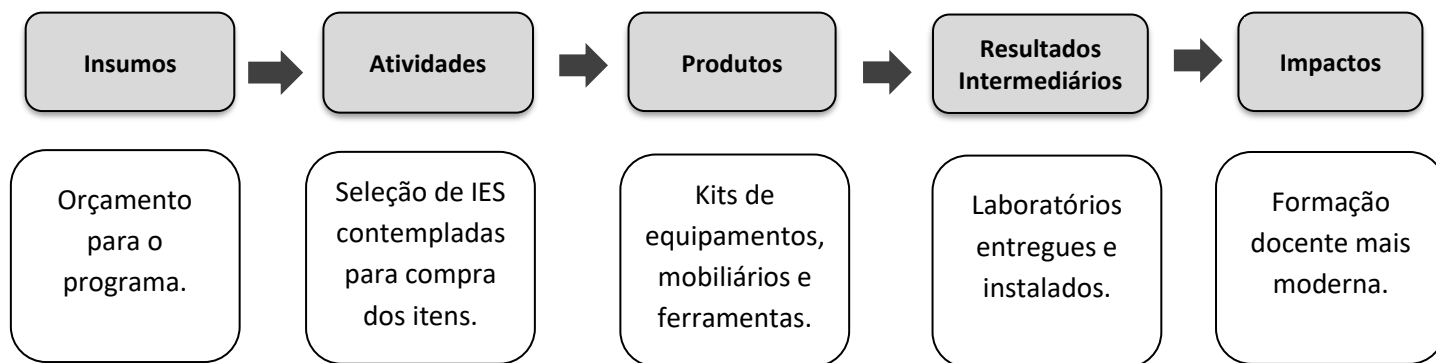 Insumos
Atividades
Produtos
Resultados
Intermediários
Impactos
Orçamento
para o
programa.
Seleção de IES
contempladas
para compra
dos itens.
Kits de
equipamentos,
mobiliários e
ferramentas.
Laboratórios
entregues e
instalados.
Formação
docente mais
moderna.